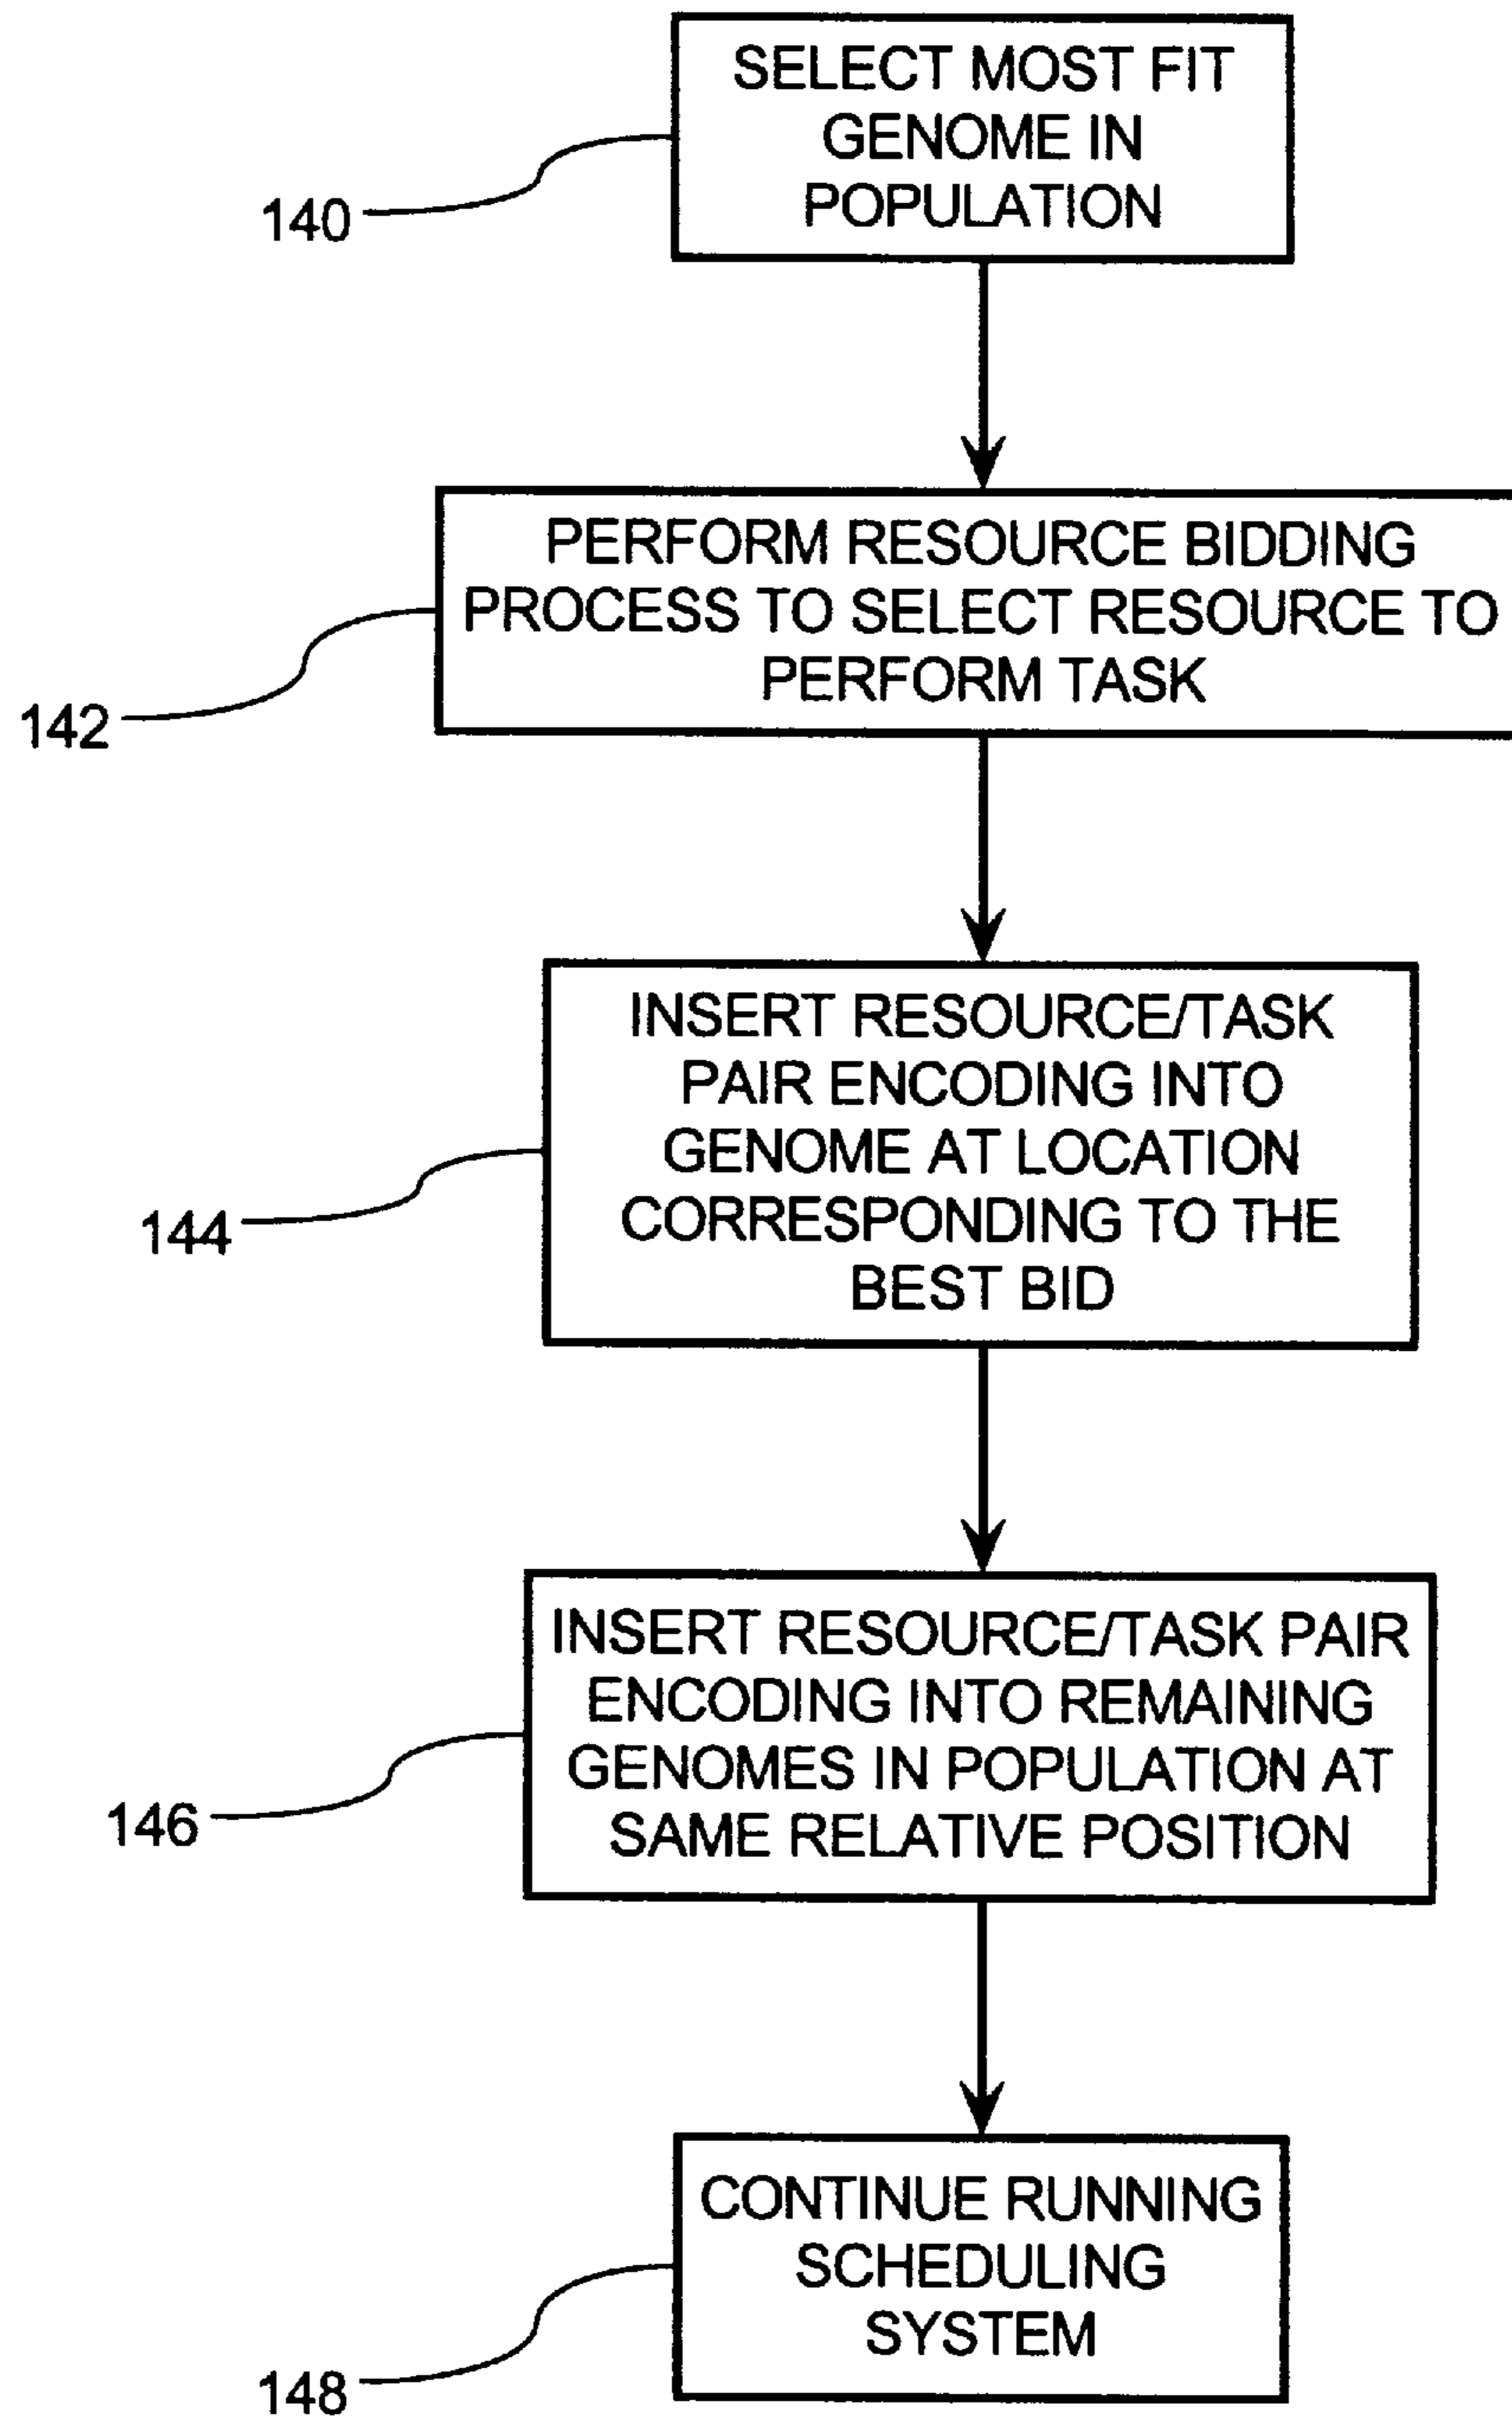 SELECT MOST FIT
GENOME IN
POPULATION
140
PERFORM RESOURCE BIDDING
PROCESS TO SELECT RESOURCE TO
PERFORM TASK
142
INSERT RESOURCE/TASK
PAIR ENCODING INTO
GENOME AT LOCATION
CORRESPONDING TO THE
BEST BID
144
INSERT RESOURCE/TASK PAIR
ENCODING INTO REMAINING
GENOMES IN POPULATION AT
SAME RELATIVE POSITION
146
CONTINUE RUNNING
SCHEDULING
SYSTEM
148